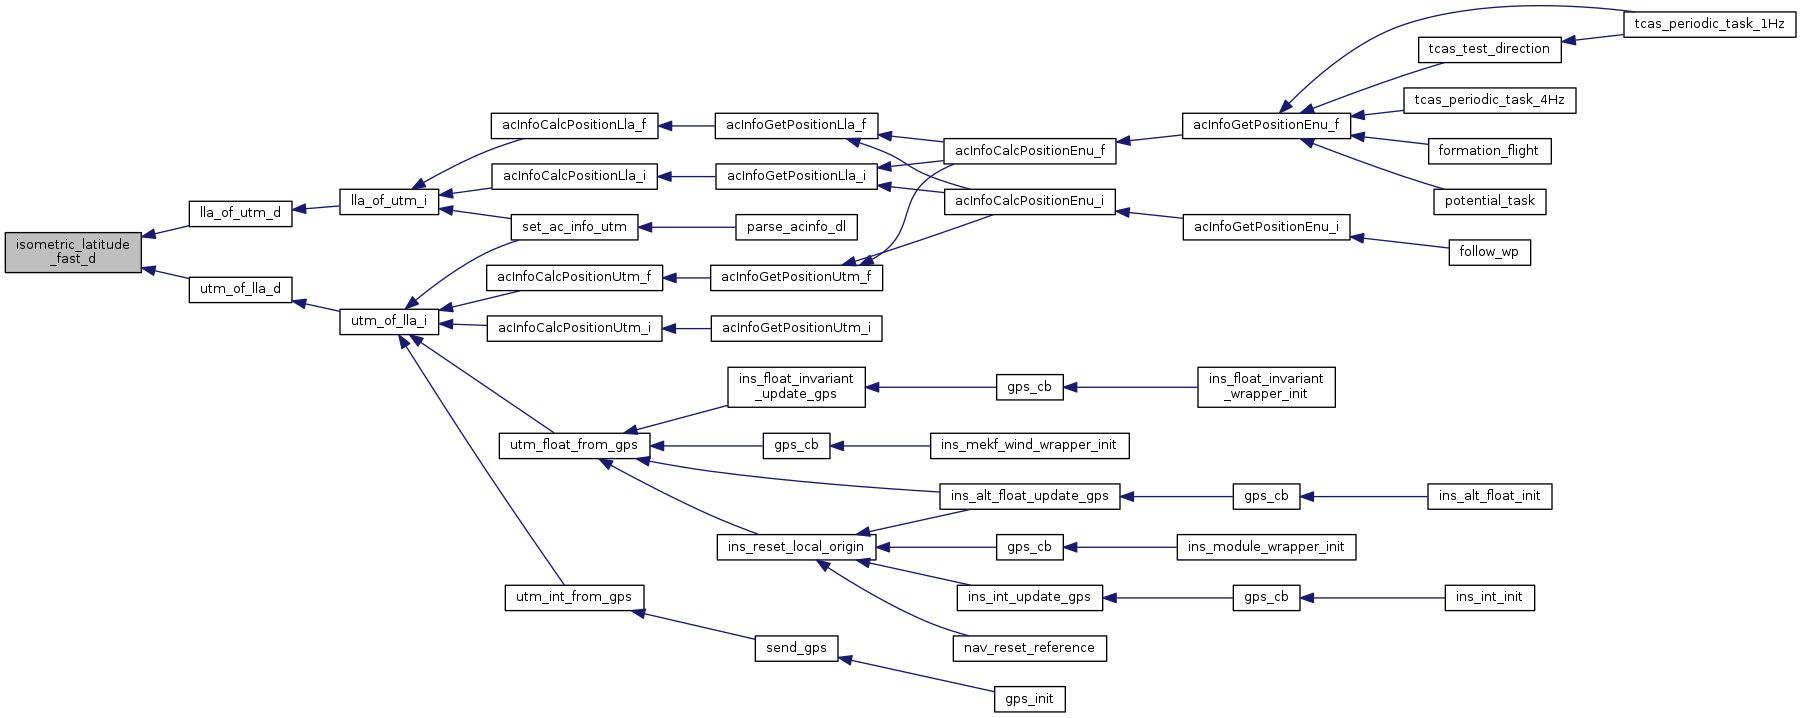 isometric_latitude
_fast_d
lla_of_utm_d
utm_of_lla_d
lla_of_utm_i
utm_of_lla_i
acInfoCalcPositionLla_f
acInfoCalcPositionLla_i
set_ac_info_utm
acInfoCalcPositionUtm_f
acInfoCalcPositionUtm_i
utm_float_from_gps
utm_int_from_gps
acInfoGetPositionLla_f
acInfoGetPositionLla_i
parse_acinfo_dl
acInfoGetPositionUtm_f
acInfoGetPositionUtm_i
ins_float_invariant
_update_gps
gps_cb
ins_reset_local_origin
send_gps
acInfoCalcPositionEnu_f
acInfoCalcPositionEnu_i
gps_cb
ins_mekf_wind_wrapper_init
ins_alt_float_update_gps
gps_cb
ins_int_update_gps
nav_reset_reference
gps_init
acInfoGetPositionEnu_f
acInfoGetPositionEnu_i
ins_float_invariant
_wrapper_init
gps_cb
ins_module_wrapper_init
gps_cb
tcas_periodic_task_1Hz
tcas_test_direction
tcas_periodic_task_4Hz
formation_flight
potential_task
follow_wp
ins_alt_float_init
ins_int_init